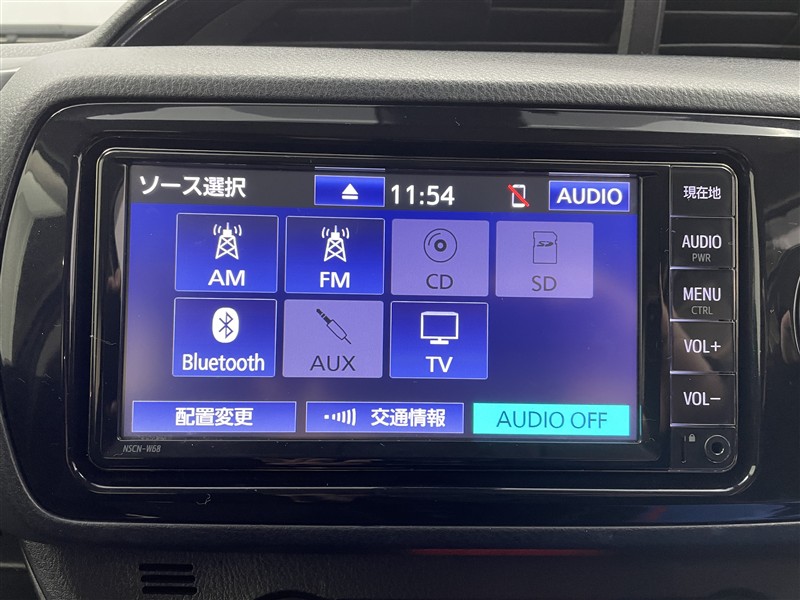 ソース選択 11:54 AUDIO
AM FM CD SD
Bluetooth AUX TV
配置変更 交通情報 AUDIO OFF
NSCN-W68
現在地
AUDIO
PWR
MENU
CTRL
VOL+
VOL-